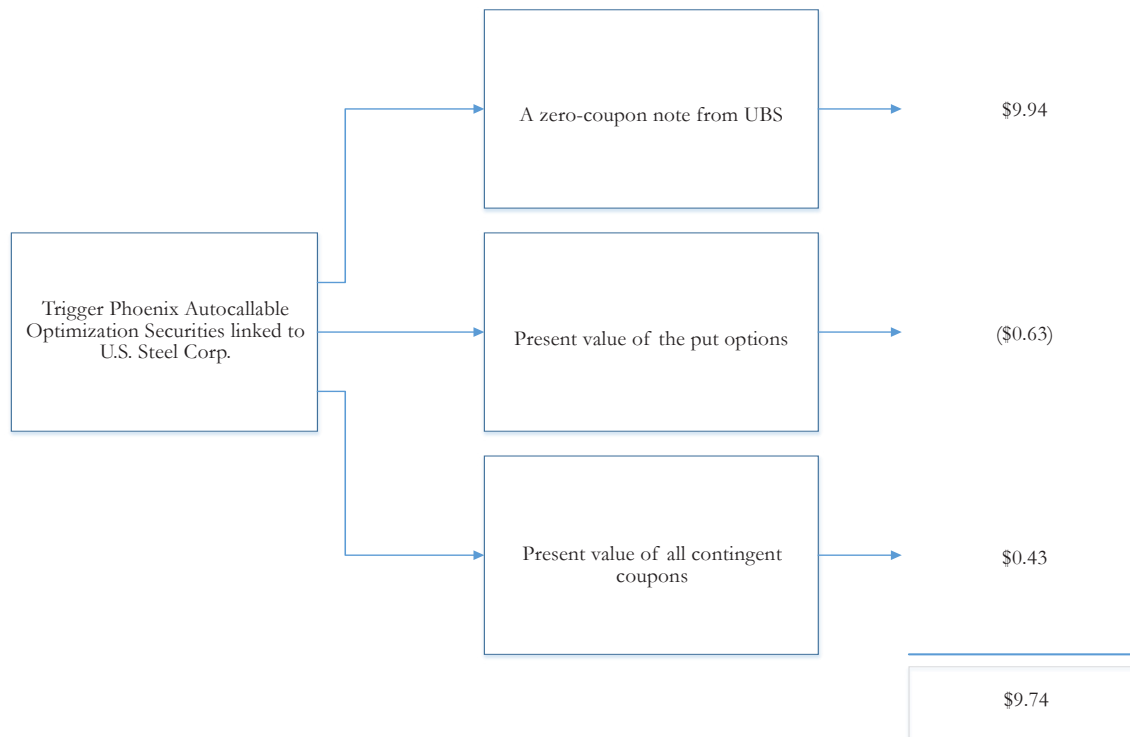 A zero-coupon note from UBS
$9.94
Trigger Phoenix Autocallable
Optimization Securities linked to
U.S. Steel Corp.
Present value of the put options
($0.63)
Present value of all contingent
coupons
$0.43
$9.74